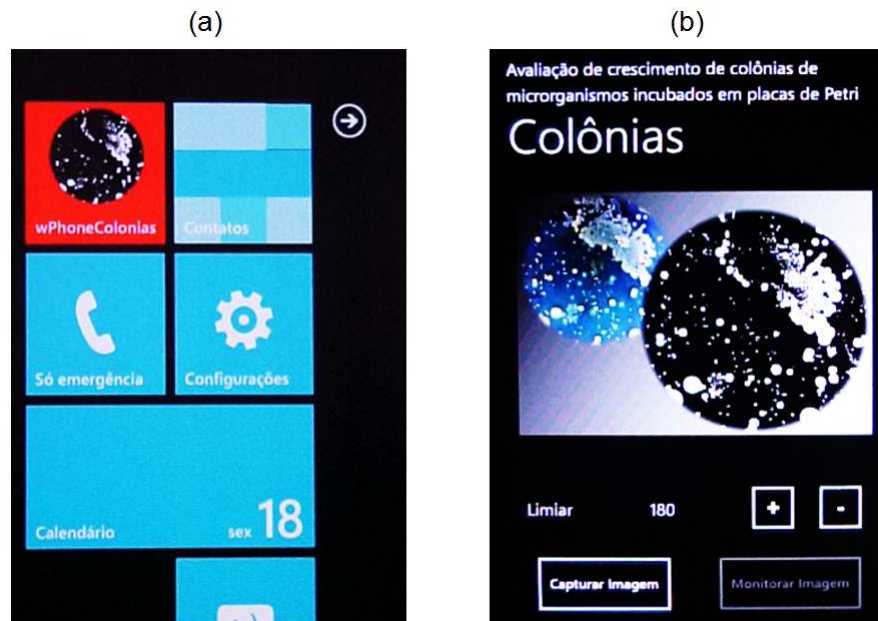 (a)
(b)
wPhoneColonias
Contatos
Só emergência
Configurações
Calendário
sex 18
Avaliação de crescimento de colônias de
microrganismos incubados em placas de Petri
Colônias
Limiar 180 + -
Capturar Imagem
Monitorar Imagem